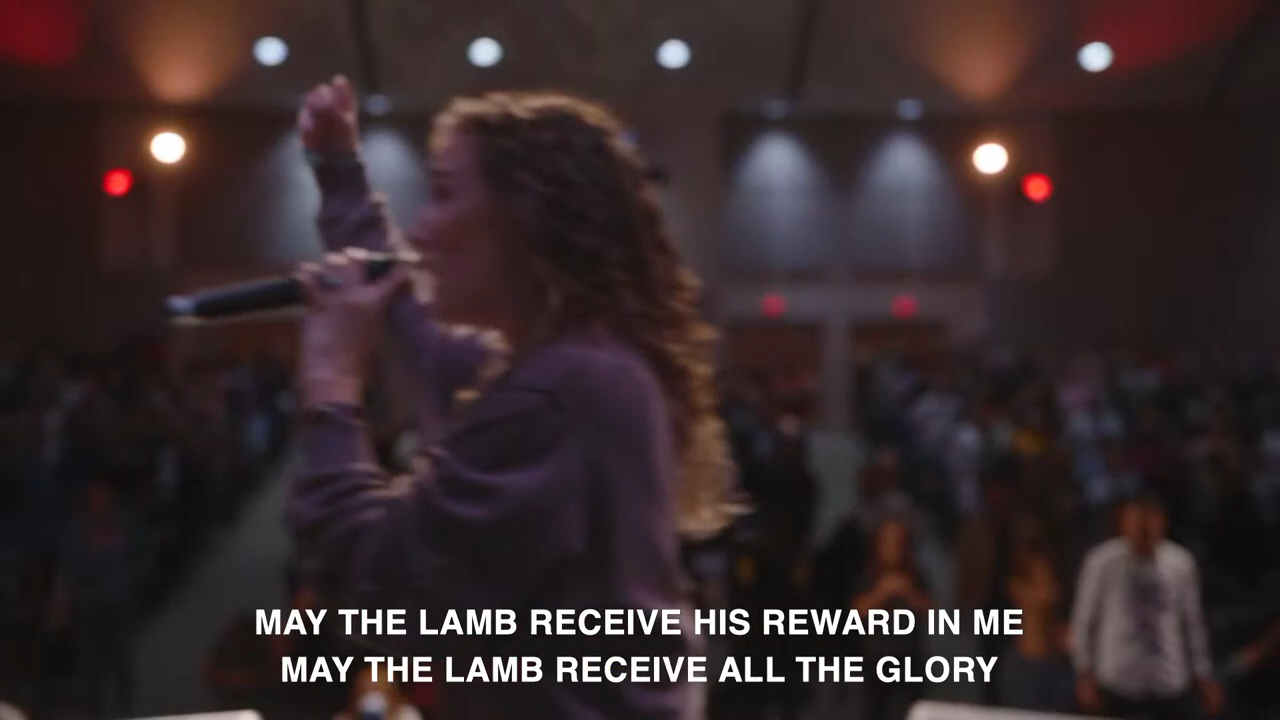 MAY THE LAMB RECEIVE HIS REWARD IN ME
MAY THE LAMB RECEIVE ALL THE GLORY